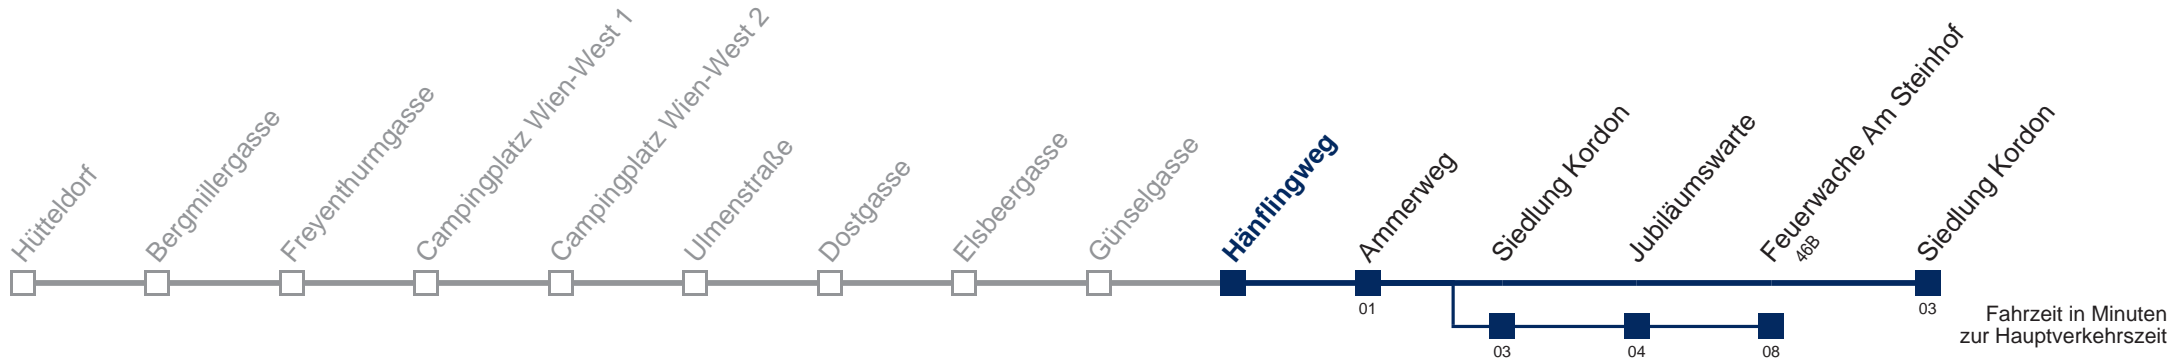 Hütteldorf
Bergmillergasse
Freyenthurmgasse
Campingplatz Wien-West 1
Campingplatz Wien-West 2
Ulmenstraße
Dostgasse
Elsbeergasse
Günselgasse
Hänflingweg
Ammerweg
Siedlung Kordon
Jubiläumswarte
Feuerwache Am Steinhof
46B
Siedlung Kordon
01
03
03
04
08
Fahrzeit in Minuten
zur Hauptverkehrszeit